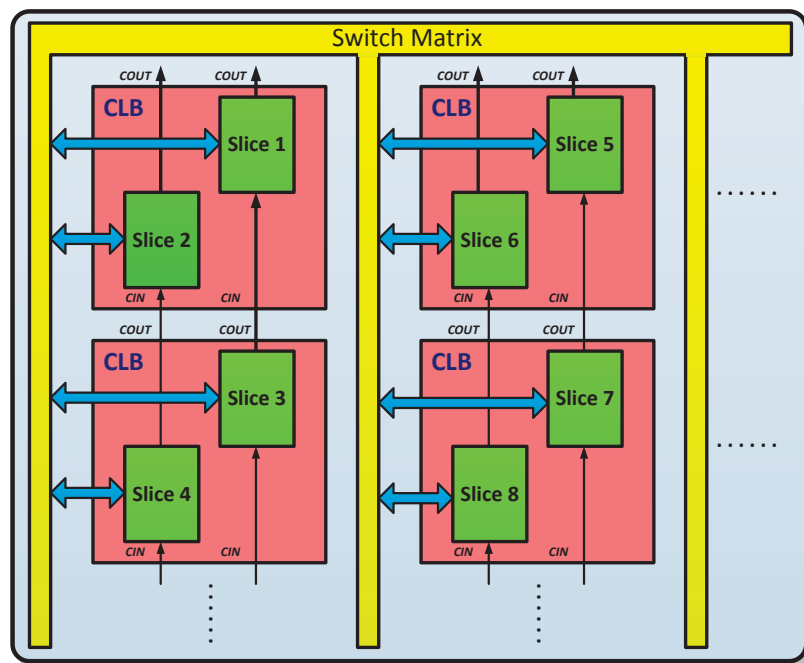 Switch Matrix
COUT COUT COUT COUT
CLB CLB
Slice 1 Slice 5
Slice 2 Slice 6
......
CIN CIN CIN CIN
COUT COUT COUT COUT
CLB CLB
Slice 3 Slice 7
......
Slice 4 Slice 8
CIN CIN CIN CIN